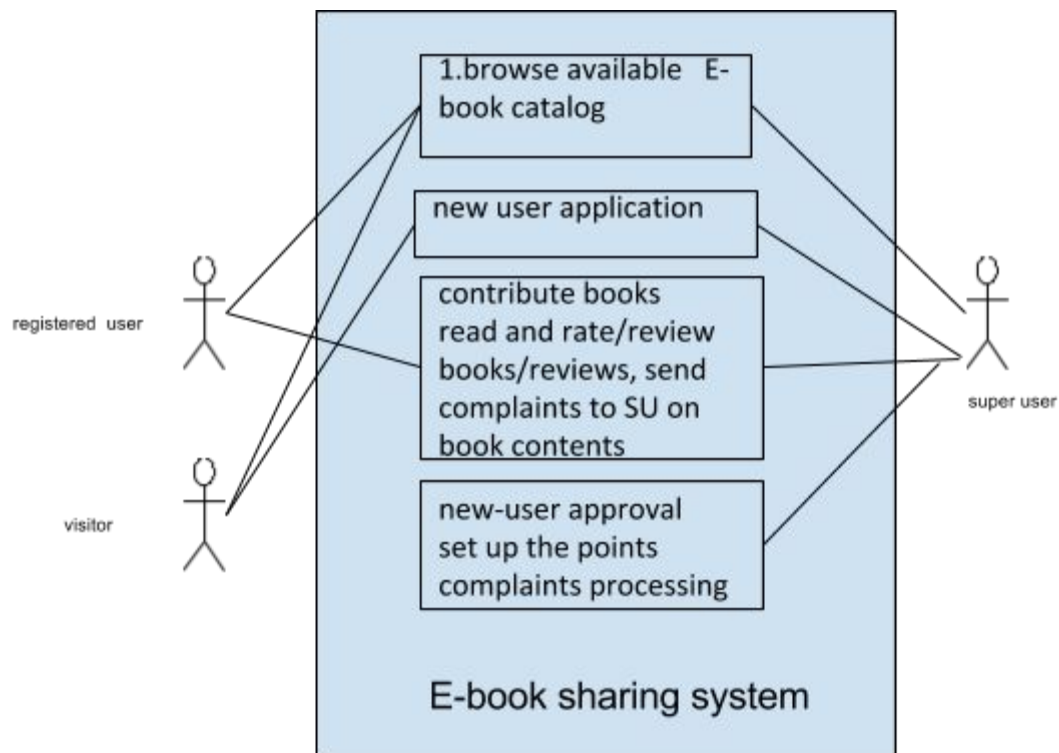 1.browse available E-
book catalog
new user application
contribute books
read and rate/review
books/reviews, send
complaints to SU on
book contents
new-user approval
set up the points
complaints processing
registered user
visitor
super user
E-book sharing system